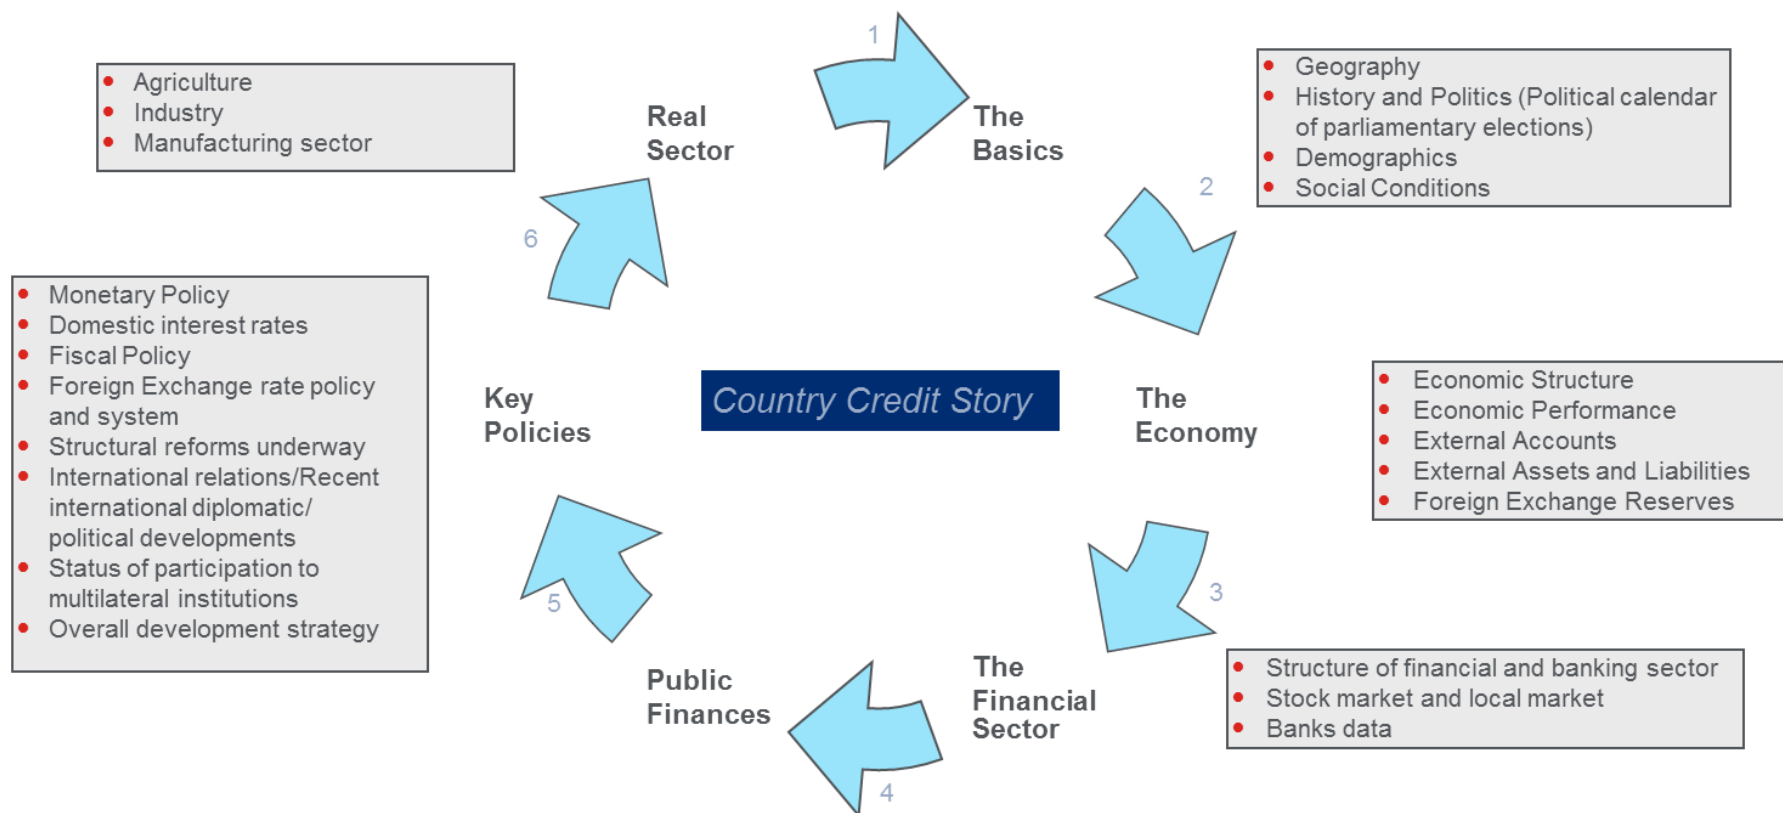 1
The
Basics
• Geography
• History and Politics (Political calendar
of parliamentary elections)
• Demographics
• Social Conditions
2
The
Economy
• Economic Structure
• Economic Performance
• External Accounts
• External Assets and Liabilities
• Foreign Exchange Reserves
3
The
Financial
Sector
• Structure of financial and banking sector
• Stock market and local market
• Banks data
4
Public
Finances
5
Key
Policies
• Monetary Policy
• Domestic interest rates
• Fiscal Policy
• Foreign Exchange rate policy
and system
• Structural reforms underway
• International relations/Recent
international diplomatic/
political developments
• Status of participation to
multilateral institutions
• Overall development strategy
6
Real
Sector
• Agriculture
• Industry
• Manufacturing sector
Country Credit Story